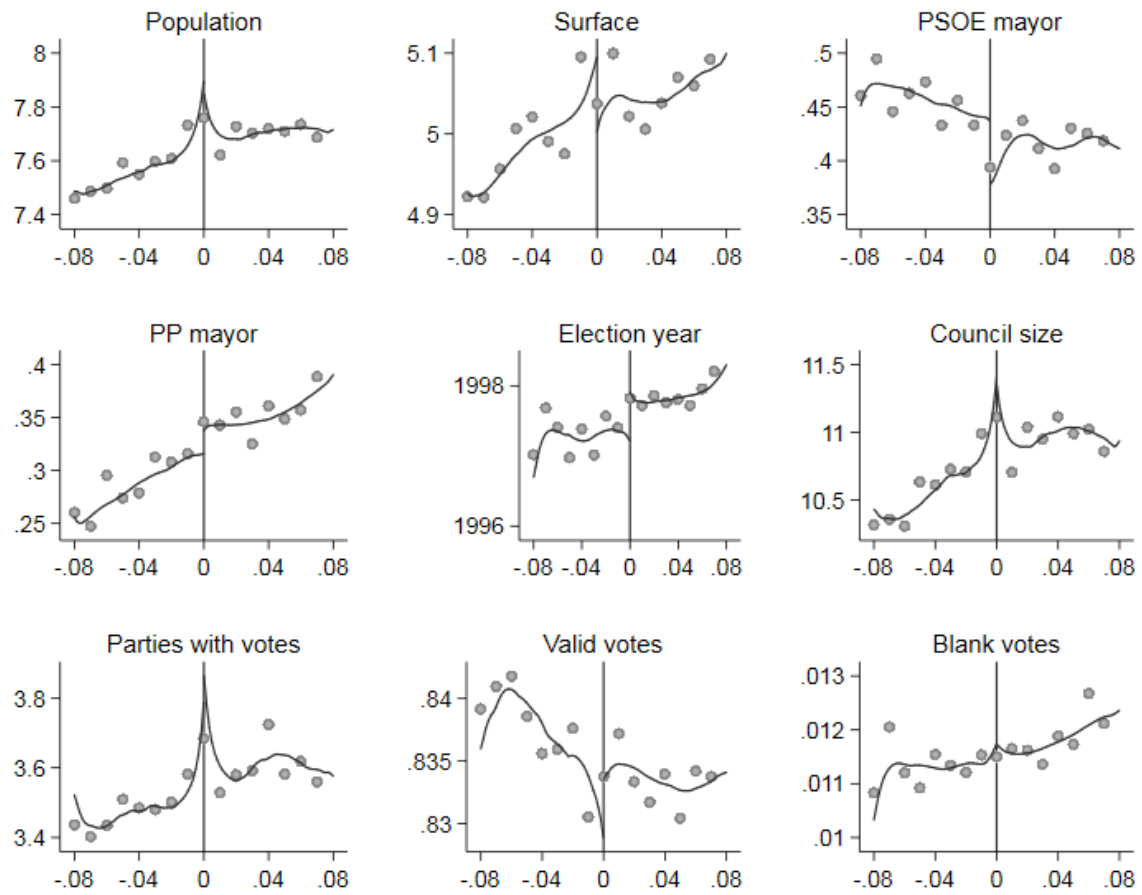 Population Surface PSOE mayor
8 5.1 .5
7.8 .45
7.6 5 .4
7.4 4.9 .35
-.08 -.04 0 .04 .08 -.08 -.04 0 .04 .08 -.08 -.04 0 .04 .08
PP mayor Election year Council size
.4 11.5
.35 1998 11
.3 10.5
.25 1996
-.08 -.04 0 .04 .08 -.08 -.04 0 .04 .08 -.08 -.04 0 .04 .08
Parties with votes Valid votes Blank votes
3.8 .84 .013
.012
3.6 .835 .011
3.4 .83 .01
-.08 -.04 0 .04 .08 -.08 -.04 0 .04 .08 -.08 -.04 0 .04 .08